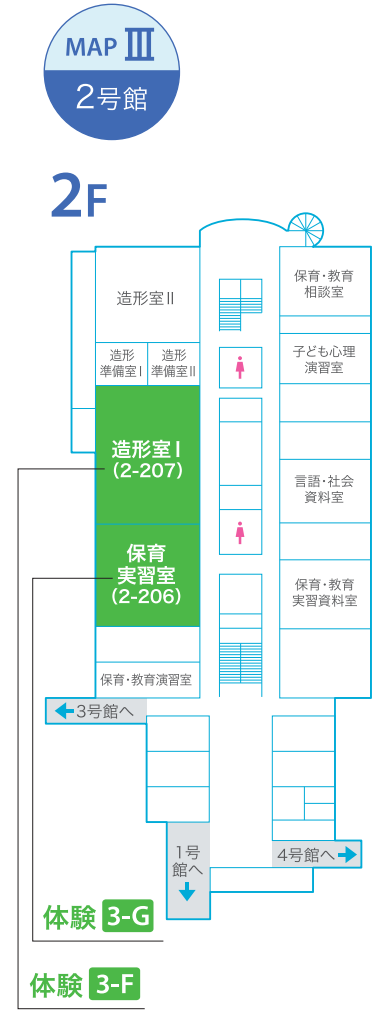 MAP Ⅲ
2号館
2F
造形室Ⅱ
保育・教育
相談室
造形
準備室Ⅰ
造形
準備室Ⅱ
子ども心理
演習室
造形室Ⅰ
(2-207)
言語・社会
資料室
保育
実習室
(2-206)
保育・教育
実習資料室
保育・教育演習室
3号館へ
1号
館へ
4号館へ
体験 3-G
体験 3-F